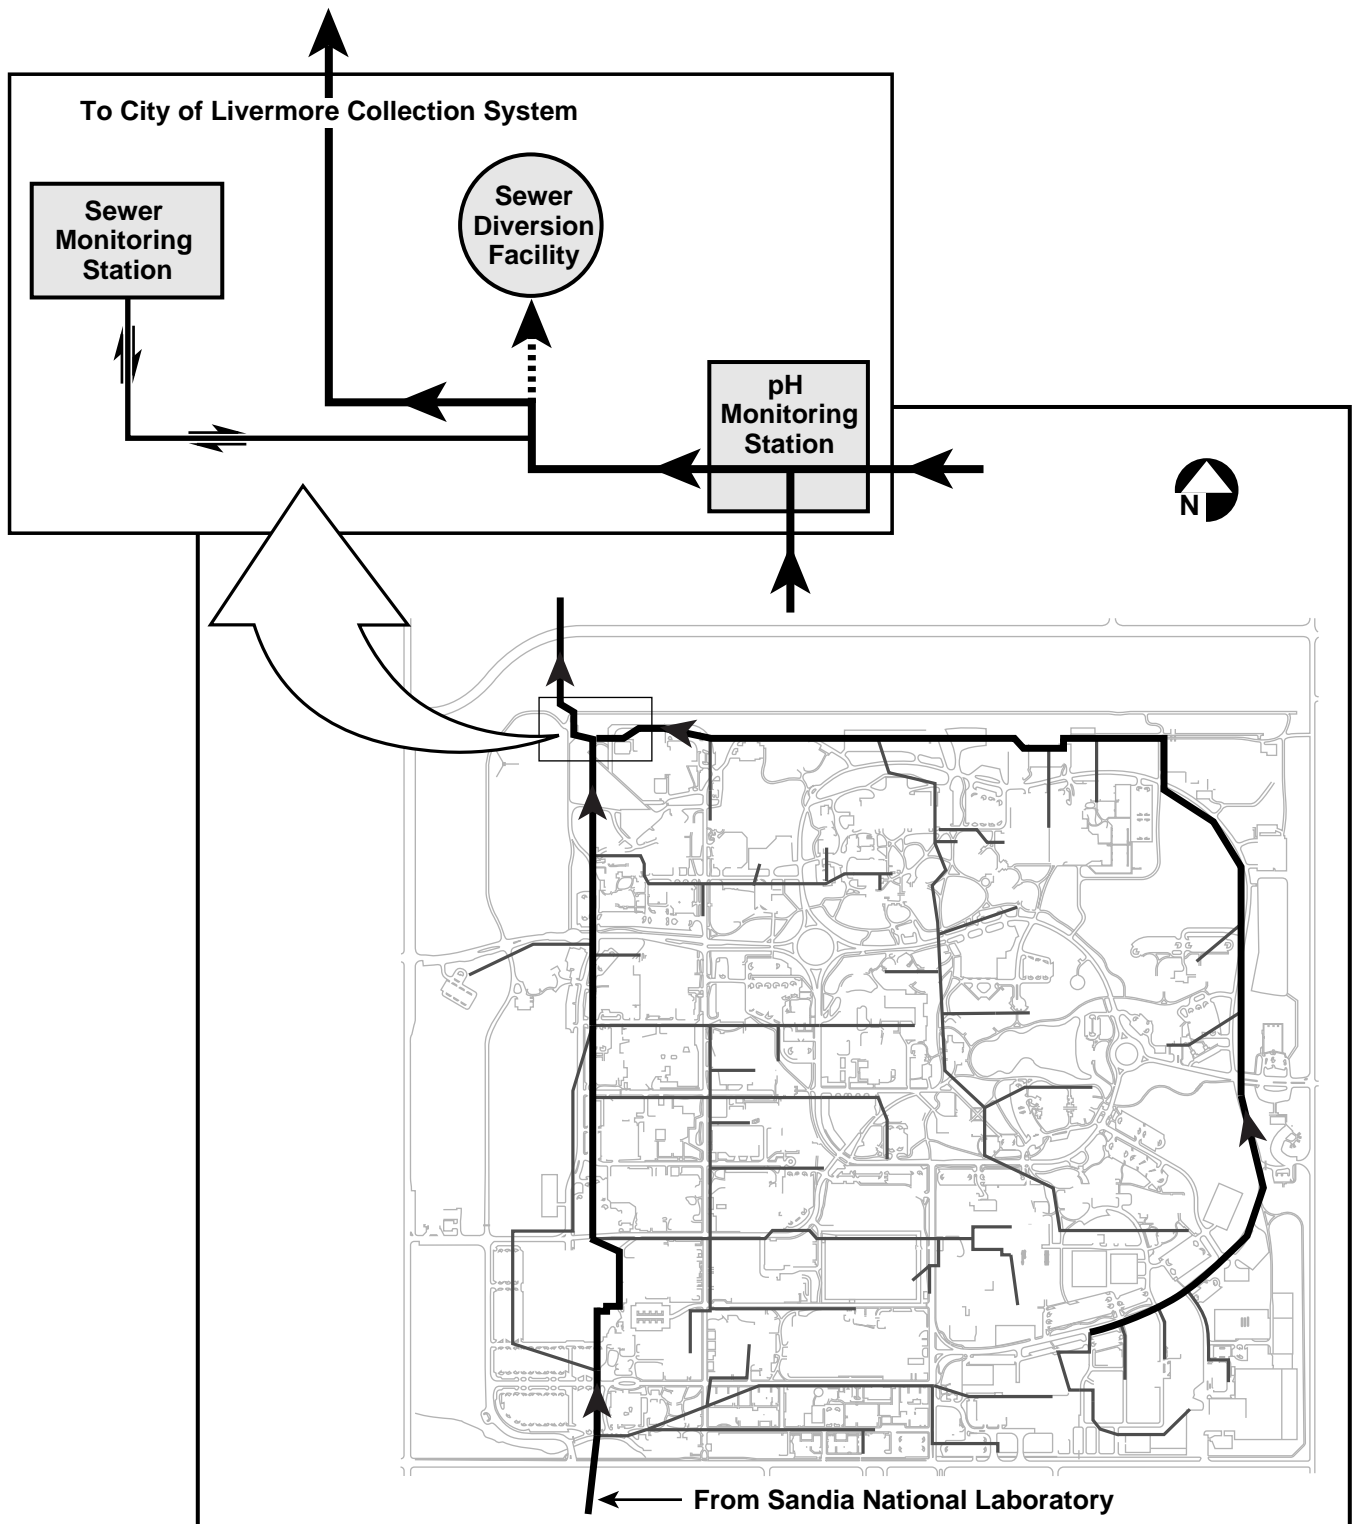 To City of Livermore Collection System
Sewer
Monitoring
Station
Sewer
Diversion
Facility
pH
Monitoring
Station
N
From Sandia National Laboratory